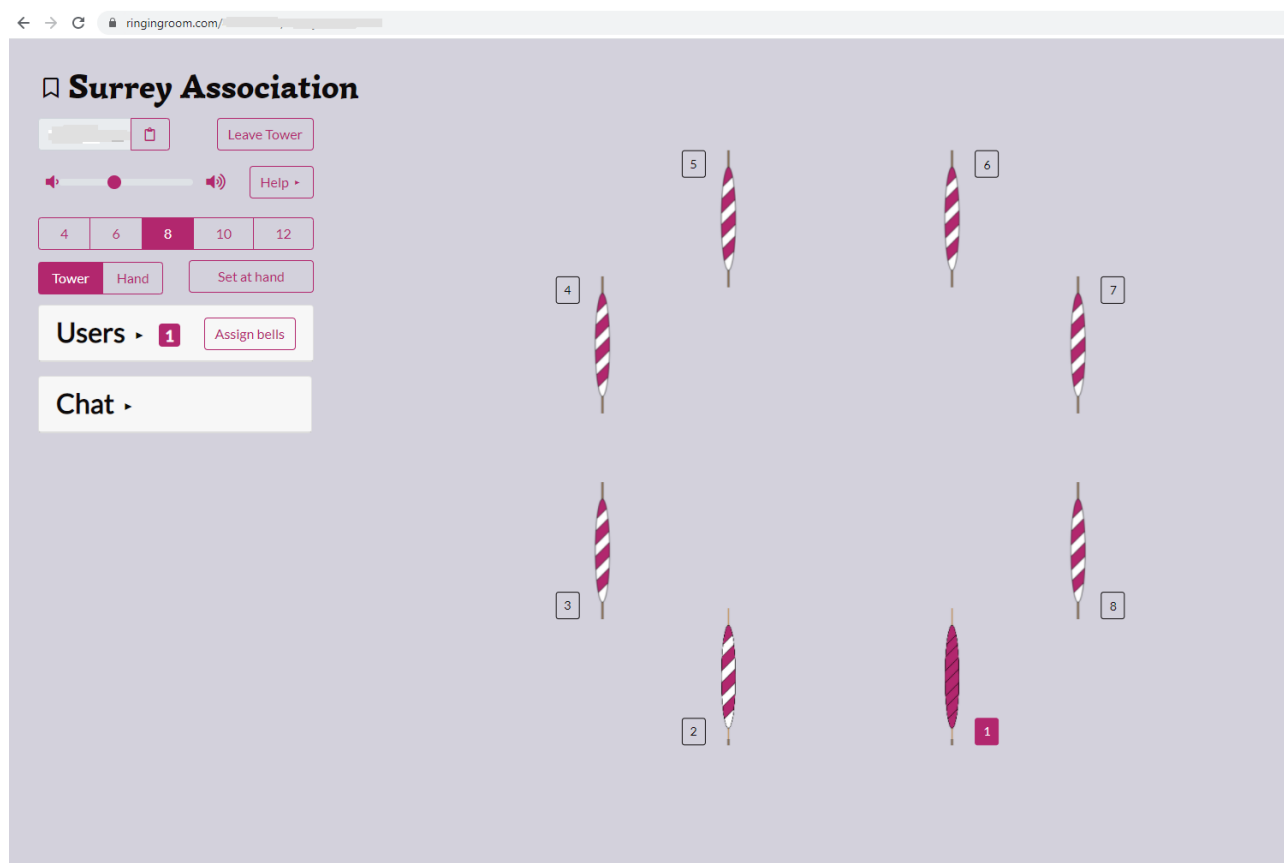 ringingroom.com/
Surrey Association
Leave Tower
Help
4 6 8 10 12
Tower Hand Set at hand
Users 1 Assign bells
Chat
5 6
4 7
3 8
2 1